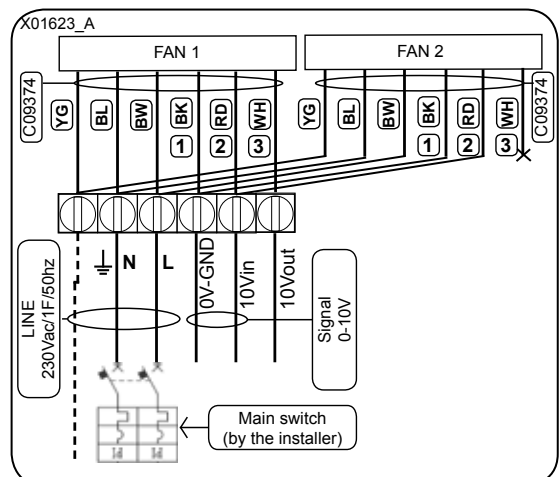 X01623_A
FAN 1
FAN 2
C09374
YG
BL
BW
BK
RD
WH
1
2
3
YG
BL
BW
BK
RD
WH
1
2
3
C09374
N
L
0V-GND
10Vin
10Vout
LINE
230Vac/1F/50hz
Signal
0-10V
Main switch
(by the installer)